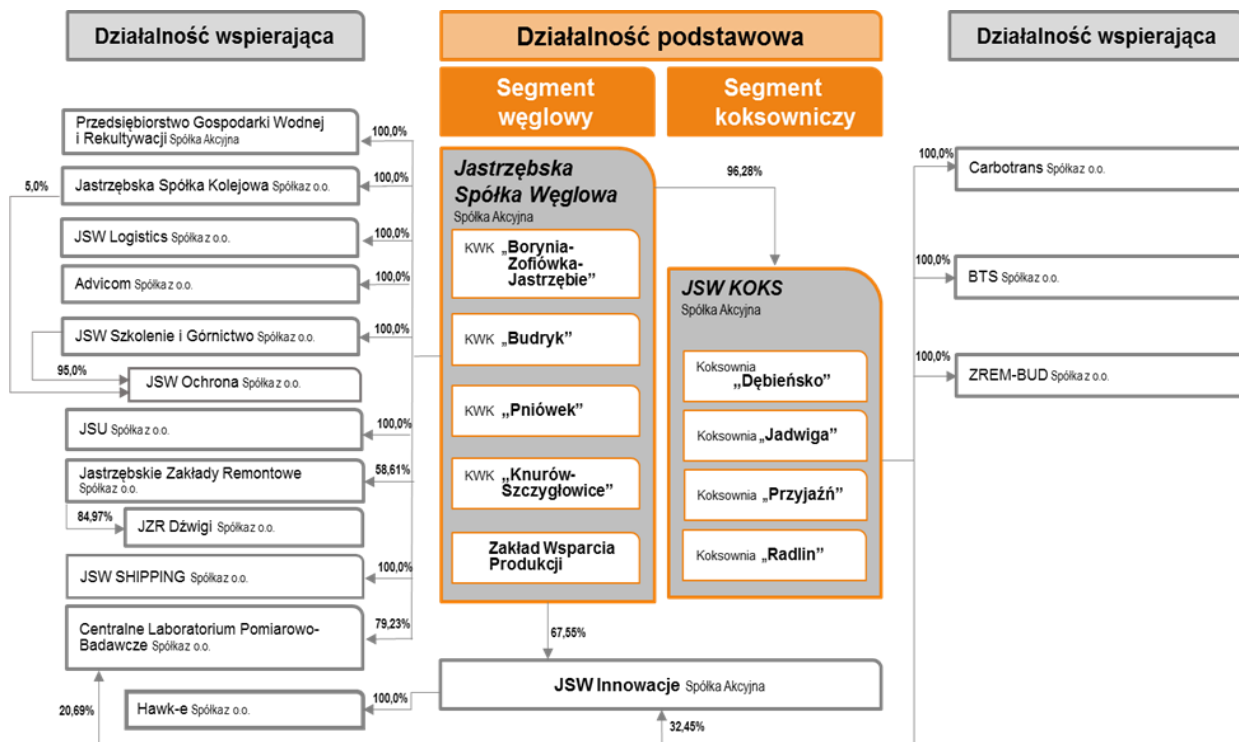 Działalność wspierająca
Działalność podstawowa
Działalność wspierająca
Segment
węglowy
Segment
koksowniczy
Przedsiębiorstwo Gospodarki Wodnej
i Rekultywacji Spółka Akcyjna
100,0%
5,0%
Jastrzębska Spółka Kolejowa Spółka z o.o.
100,0%
JSW Logistics Spółka z o.o.
100,0%
Advicom Spółka z o.o.
100,0%
JSW Szkolenie i Górnictwo Spółka z o.o.
100,0%
95,0%
JSW Ochrona Spółka z o.o.
JSU Spółka z o.o.
100,0%
Jastrzębskie Zakłady Remontowe
Spółka z o.o.
58,61%
84,97%
JZR Dźwigi Spółka z o.o.
JSW SHIPPING Spółka z o.o.
100,0%
Centralne Laboratorium Pomiarowo-
Badawcze Spółka z o.o.
79,23%
20,69%
Hawk-e Spółka z o.o.
100,0%
Jastrzębska
Spółka Węglowa
Spółka Akcyjna
KWK „Borynia-
Zofiówka-
Jastrzębie”
KWK „Budryk”
KWK „Pniówek”
KWK „Knurów-
Szczygłowice”
Zakład Wsparcia
Produkcji
96,28%
JSW KOKS
Spółka Akcyjna
Koksownia
„Dębieńsko”
Koksownia „Jadwiga”
Koksownia „Przyjaźń”
Koksownia „Radlin”
67,55%
JSW Innowacje Spółka Akcyjna
32,45%
100,0%
Carbotrans Spółka z o.o.
100,0%
BTS Spółka z o.o.
100,0%
ZREM-BUD Spółka z o.o.